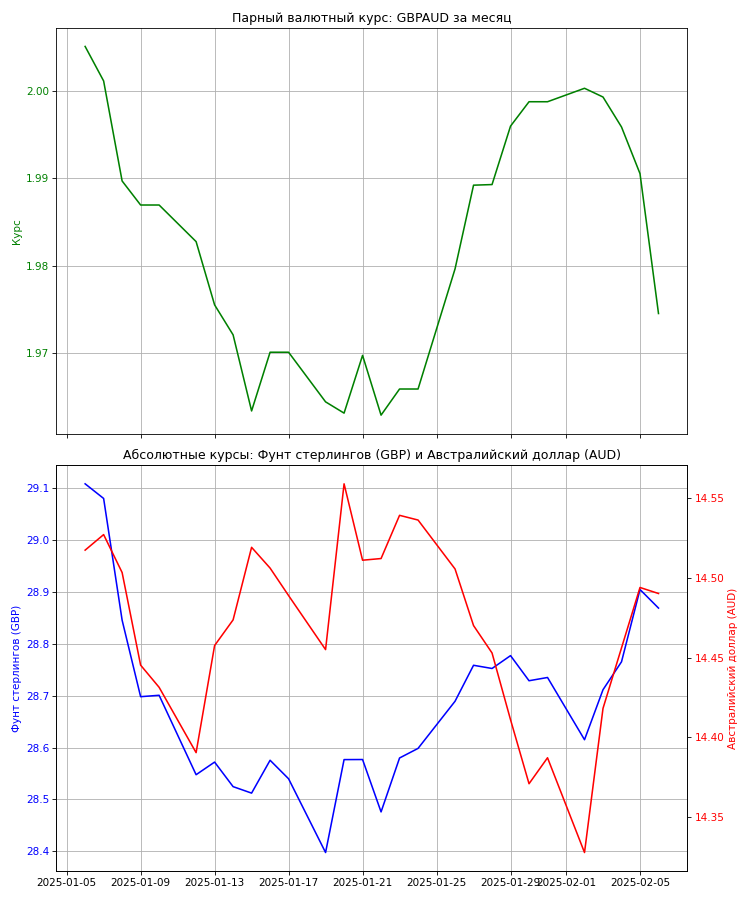 Парный валютный курс: GBPAUD за месяц
2.00
1.99
1.98
1.97
Курс
Абсолютные курсы: Фунт стерлингов (GBP) и Австралийский доллар (AUD)
29.1
29.0
28.9
28.8
28.7
28.6
28.5
28.4
Фунт стерлингов (GBP)
14.55
14.50
14.45
14.40
14.35
Австралийский доллар (AUD)
2025-01-05 2025-01-09 2025-01-13 2025-01-17 2025-01-21 2025-01-25 2025-01-29 2025-02-01 2025-02-05